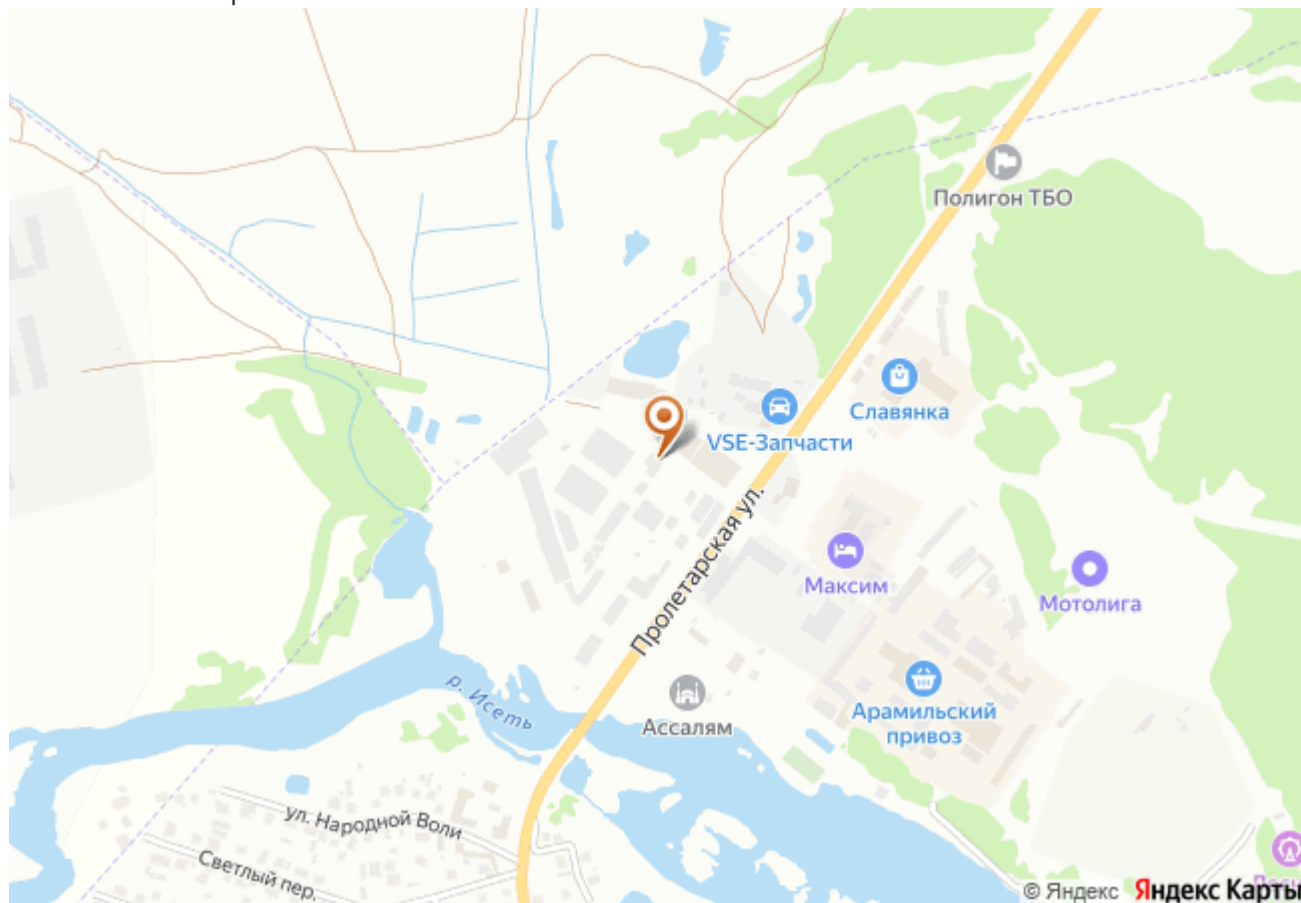 Полигон ТБО
Славянка
VSE-Запчасти
Пролетарская ул.
Максим
Мотолига
р. Исеть
Ассалям
Арамильский
привоз
ул. Народной Воли
Светлый пер.
© Яндекс Яндекс Карты